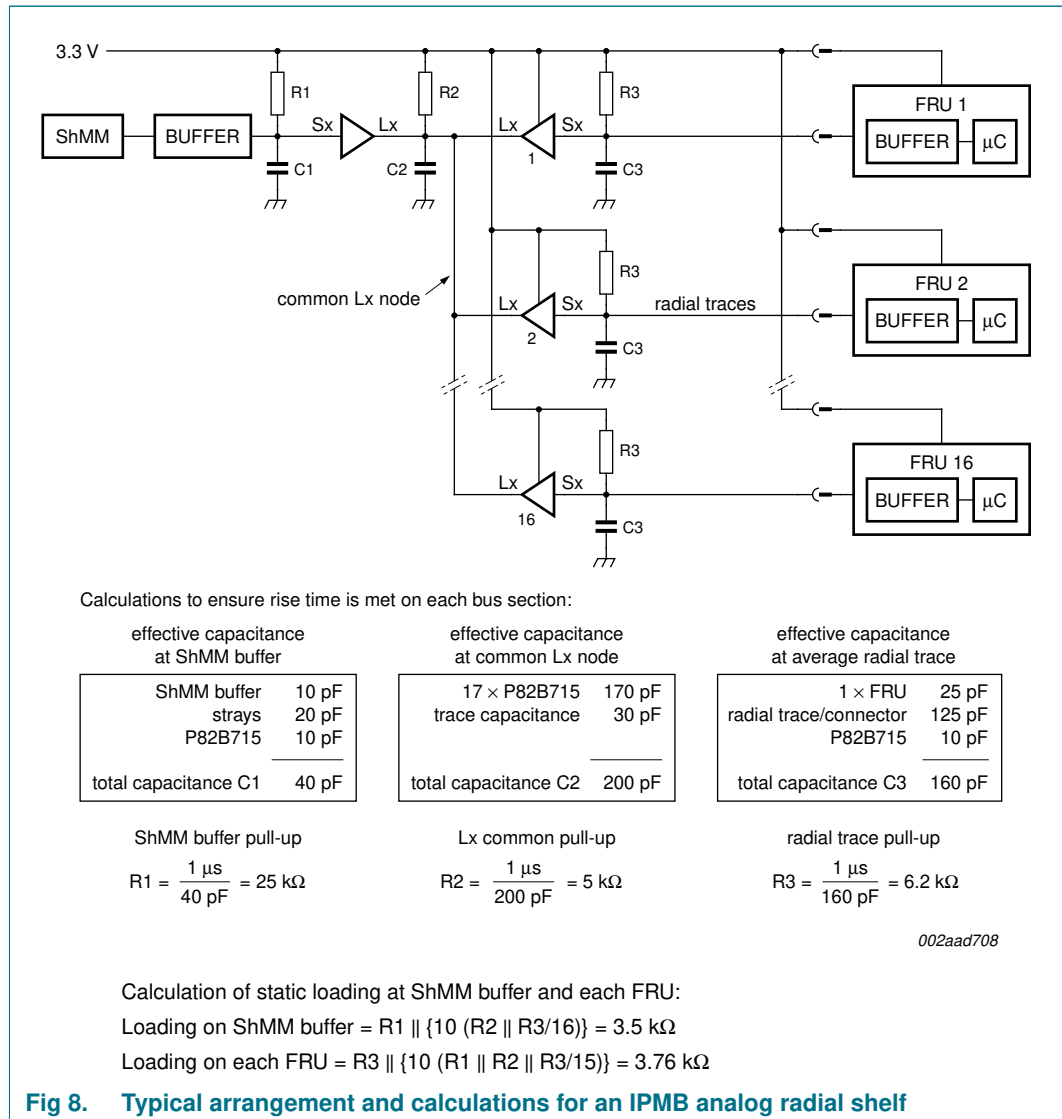 3.3 V
R1
R2
R3
ShMM
BUFFER
Sx
Lx
Lx
Sx
1
C1
C2
C3
FRU 1
BUFFER
μC
common Lx node
R3
Lx
Sx
2
C3
radial traces
FRU 2
BUFFER
μC
R3
Lx
Sx
16
C3
FRU 16
BUFFER
μC
Calculations to ensure rise time is met on each bus section:
effective capacitance
at ShMM buffer
ShMM buffer 10 pF
strays 20 pF
P82B715 10 pF
total capacitance C1 40 pF
ShMM buffer pull-up
R1 = 1 μs / 40 pF = 25 kΩ
effective capacitance
at common Lx node
17 × P82B715 170 pF
trace capacitance 30 pF
total capacitance C2 200 pF
Lx common pull-up
R2 = 1 μs / 200 pF = 5 kΩ
effective capacitance
at average radial trace
1 × FRU 25 pF
radial trace/connector 125 pF
P82B715 10 pF
total capacitance C3 160 pF
radial trace pull-up
R3 = 1 μs / 160 pF = 6.2 kΩ
002aad708
Calculation of static loading at ShMM buffer and each FRU:
Loading on ShMM buffer = R1 || {10 (R2 || R3/16)} = 3.5 kΩ
Loading on each FRU = R3 || {10 (R1 || R2 || R3/15)} = 3.76 kΩ
Fig 8. Typical arrangement and calculations for an IPMB analog radial shelf